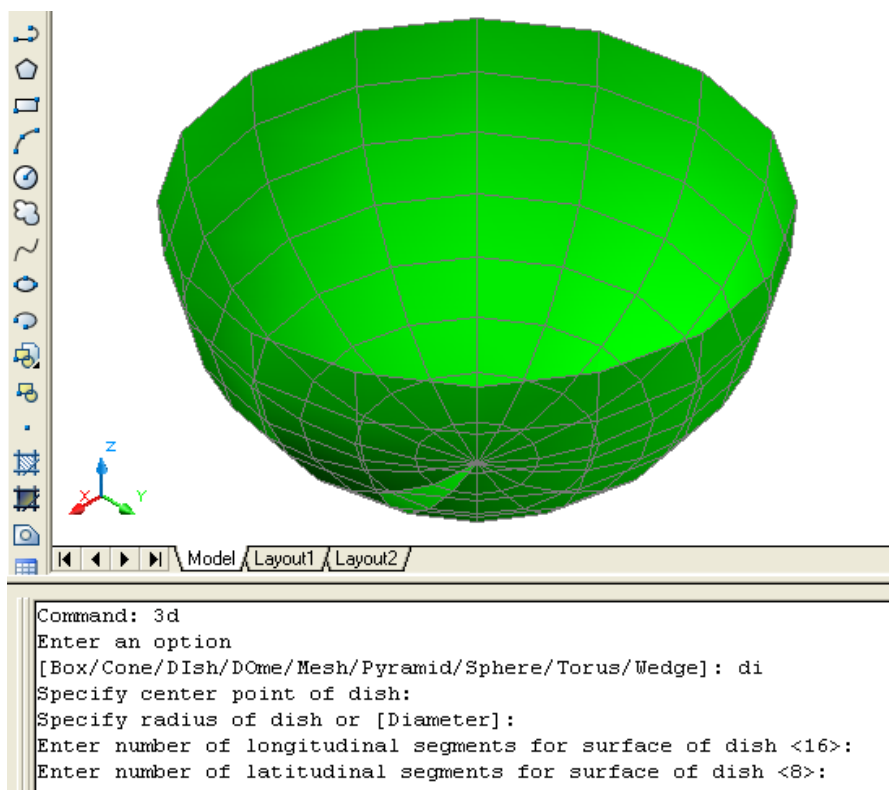 Z
X
Y
Model Layout1 Layout2
Command: 3d
Enter an option
[Box/Cone/DIsh/DOme/Mesh/Pyramid/Sphere/Torus/Wedge]: di
Specify center point of dish:
Specify radius of dish or [Diameter]:
Enter number of longitudinal segments for surface of dish <16>:
Enter number of latitudinal segments for surface of dish <8>: